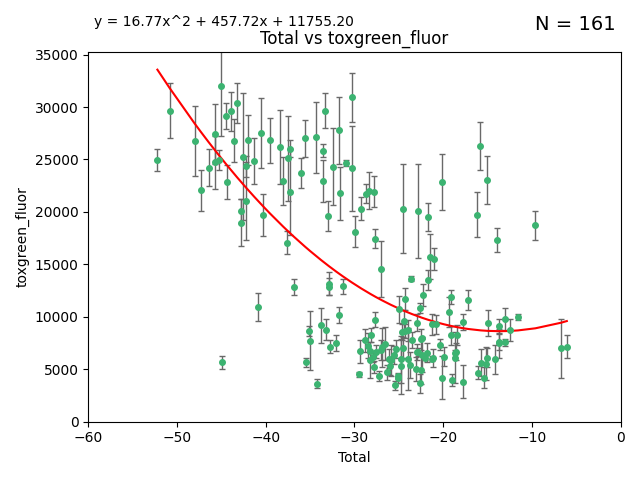 y = 16.77x^2 + 457.72x + 11755.20
N = 161
Total vs toxgreen_fluor
35000
30000
25000
20000
15000
10000
5000
0
toxgreen_fluor
−60 −50 −40 −30 −20 −10 0
Total